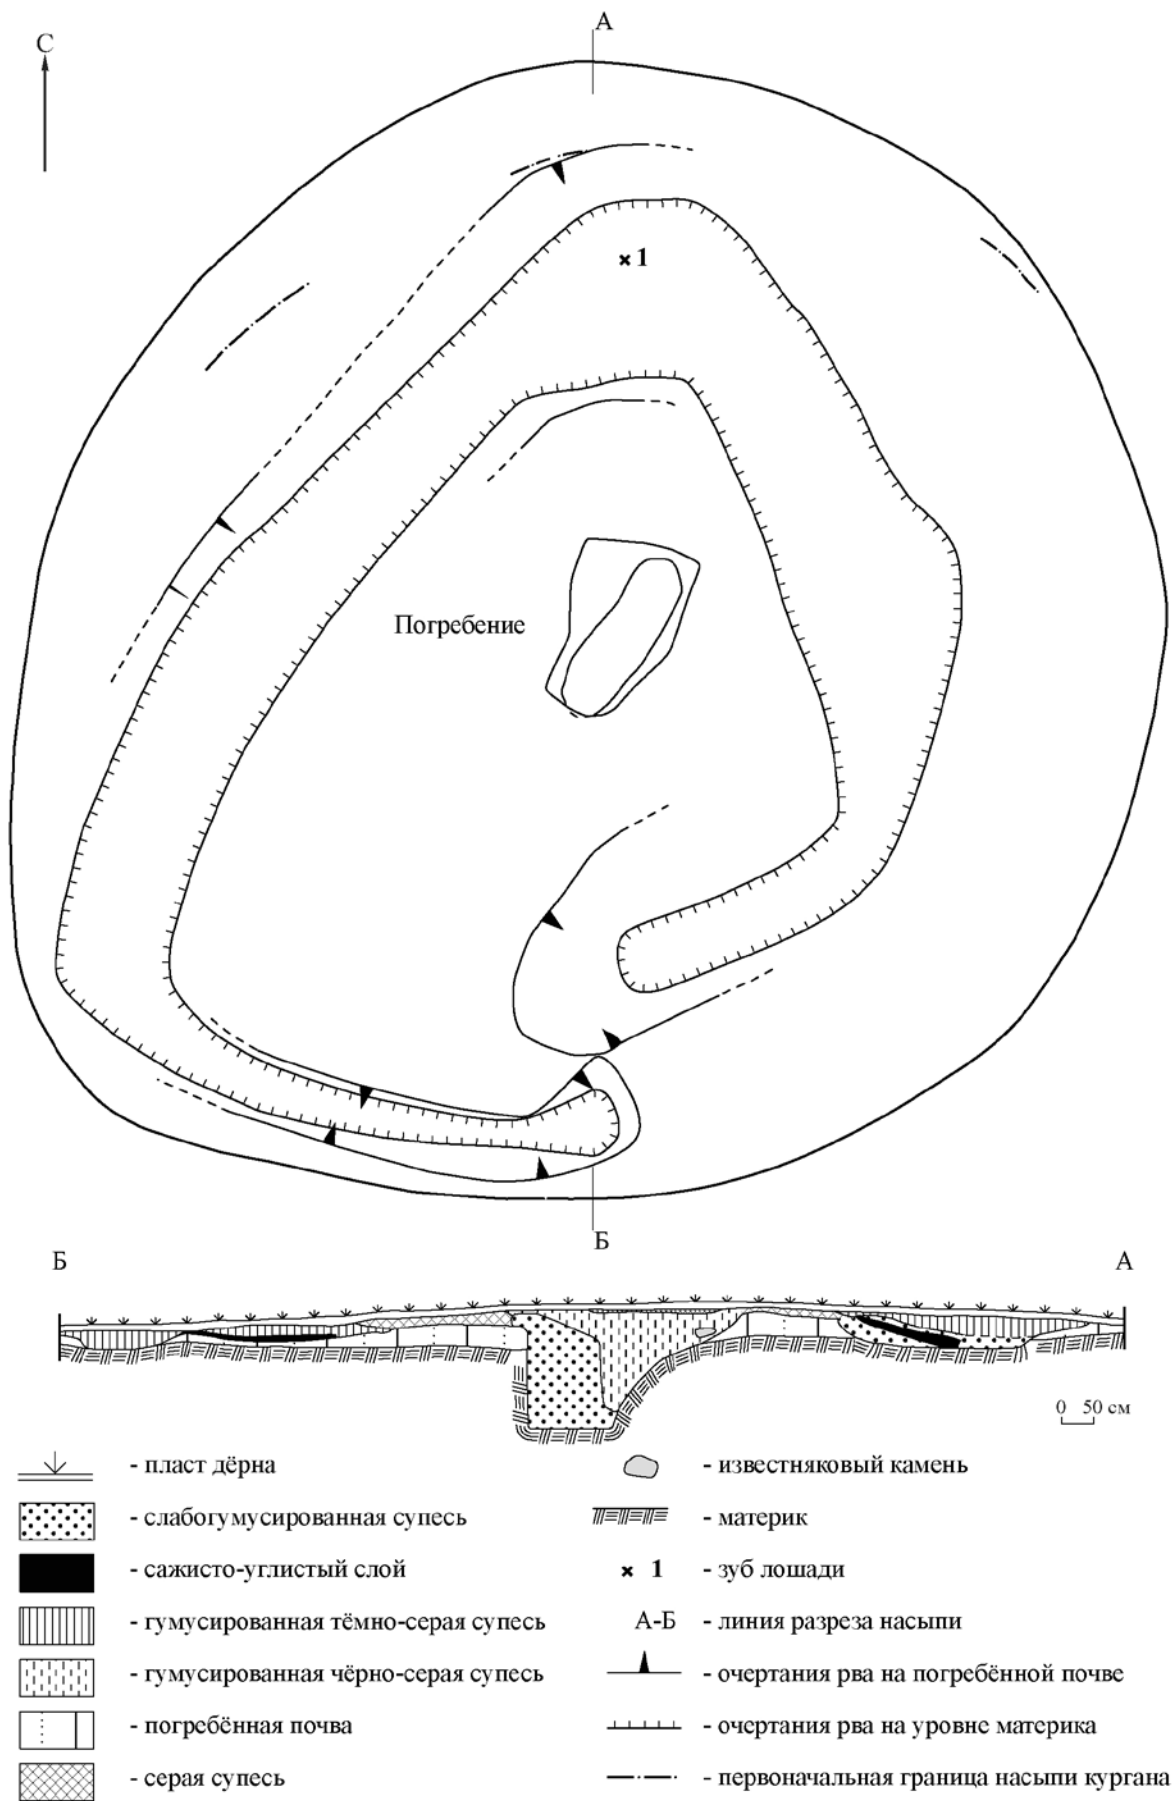 А
С
1
Погребение
Б
Б
А
0 50 см
- пласт дёрна
- слабогумусированная супесь
- сажисто-углистый слой
- гумусированная тёмно-серая супесь
- гумусированная чёрно-серая супесь
- погребённая почва
- серая супесь
- известняковый камень
- материк
1 - зуб лошади
А-Б - линия разреза насыпи
- очертания рва на погребённой почве
- очертания рва на уровне материка
- первоначальная граница насыпи кургана